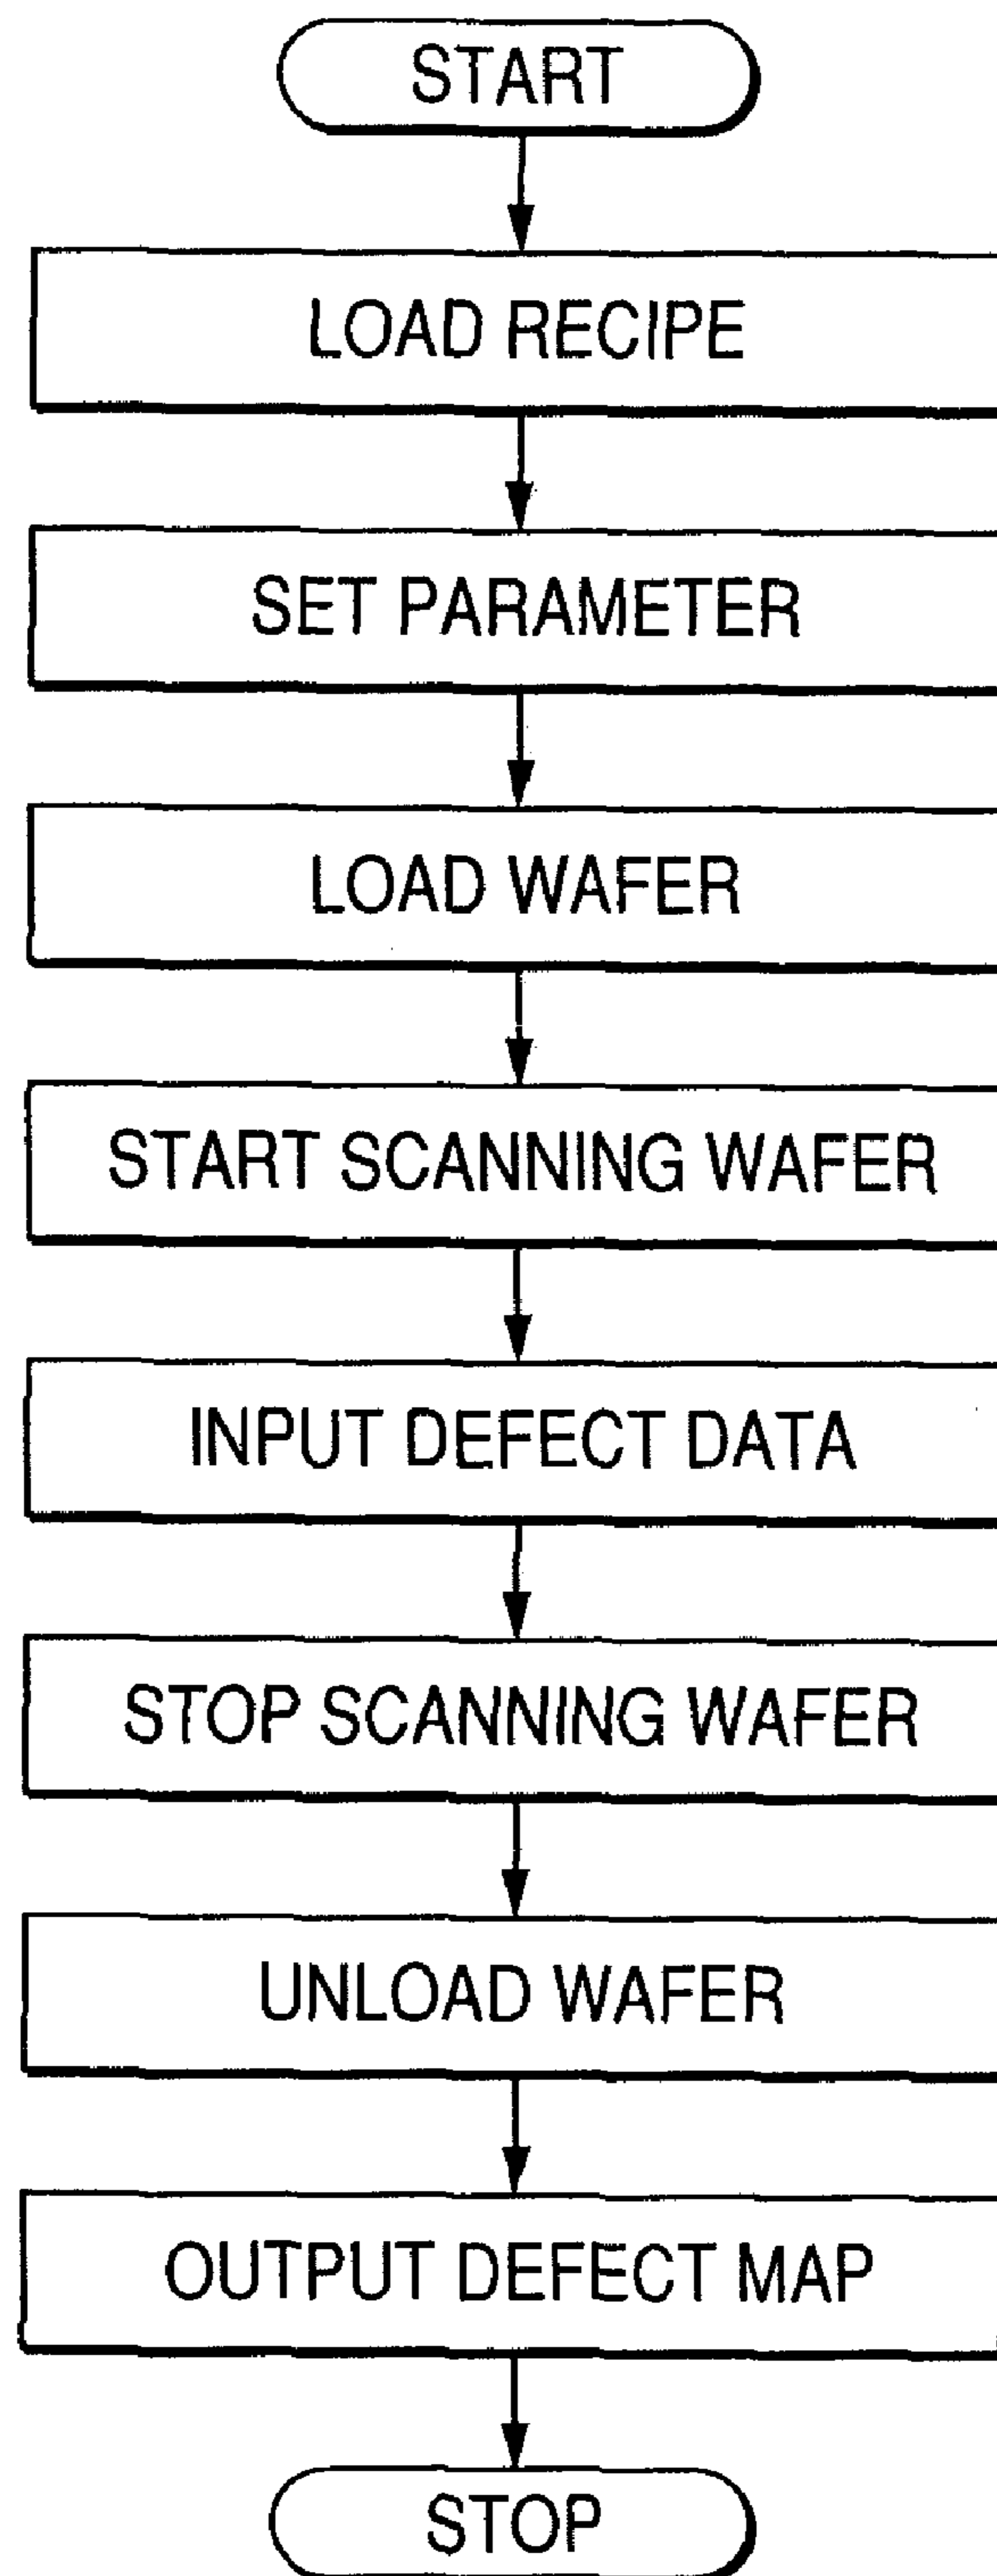 START
LOAD RECIPE
SET PARAMETER
LOAD WAFER
START SCANNING WAFER
INPUT DEFECT DATA
STOP SCANNING WAFER
UNLOAD WAFER
OUTPUT DEFECT MAP
STOP